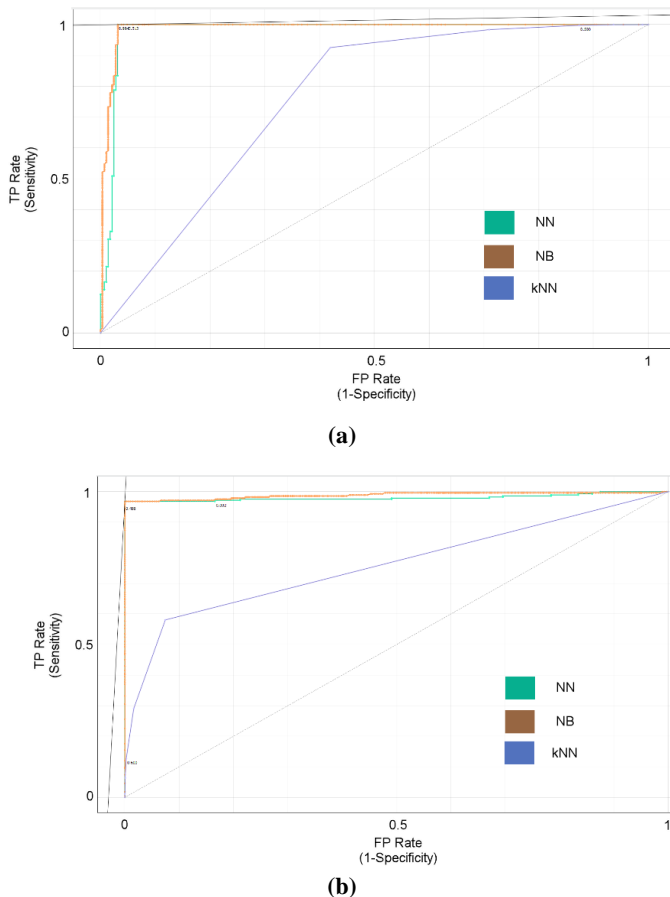 1
TP Rate
(Sensitivity)
0.5
NN
NB
kNN
0
0
0.5
1
FP Rate
(1-Specificity)
(a)
1
TP Rate
(Sensitivity)
0.5
NN
NB
kNN
0
0
0.5
1
FP Rate
(1-Specificity)
(b)